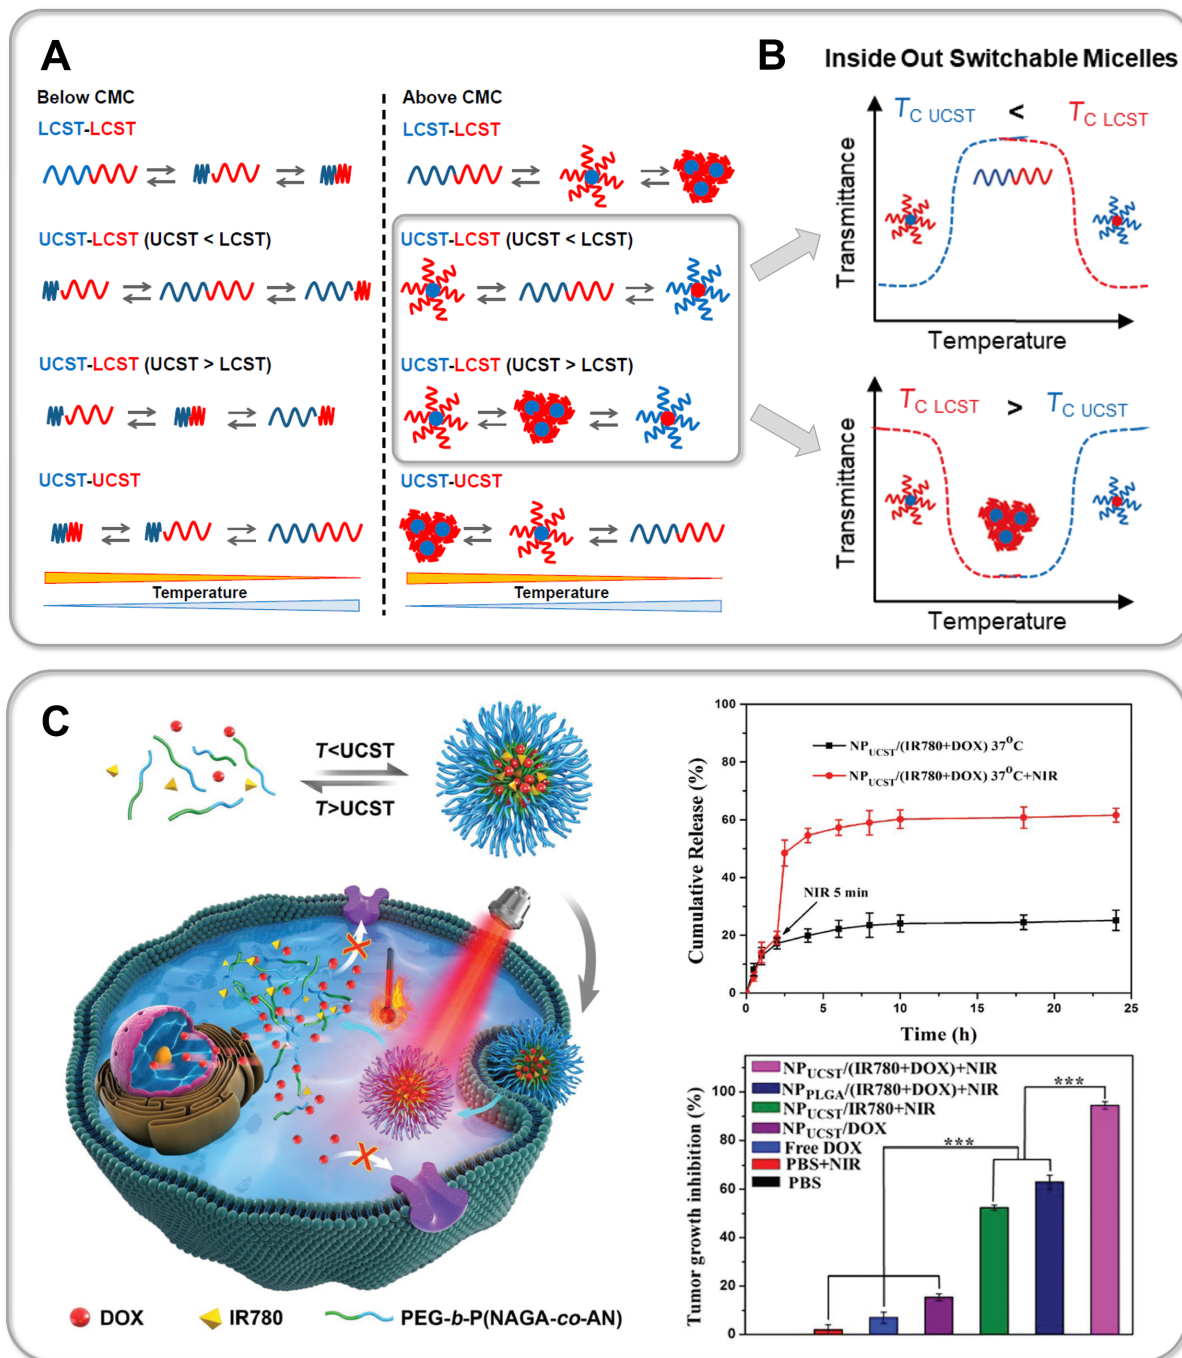 A
Below CMC
LCST-LCST
UCST-LCST (UCST < LCST)
UCST-LCST (UCST > LCST)
UCST-UCST
Temperature
Above CMC
LCST-LCST
UCST-LCST (UCST < LCST)
UCST-LCST (UCST > LCST)
UCST-UCST
Temperature
B
Inside Out Switchable Micelles
TC UCST < TC LCST
Transmittance
Temperature
TC LCST > TC UCST
Transmittance
Temperature
C
T<UCST
T>UCST
DOX
IR780
PEG-b-P(NAGA-co-AN)
100
80
60
40
20
0
Cumulative Release (%)
NPUCST/(IR780+DOX) 37°C
NPUCST/(IR780+DOX) 37°C+NIR
NIR 5 min
0 5 10 15 20 25
Time (h)
Tumor growth inhibition (%)
100
80
60
40
20
0
NPUCST/(IR780+DOX)+NIR
NPPLGA/(IR780+DOX)+NIR
NPUCST/IR780+NIR
NPUCST/DOX
Free DOX
PBS+NIR
PBS
***
***